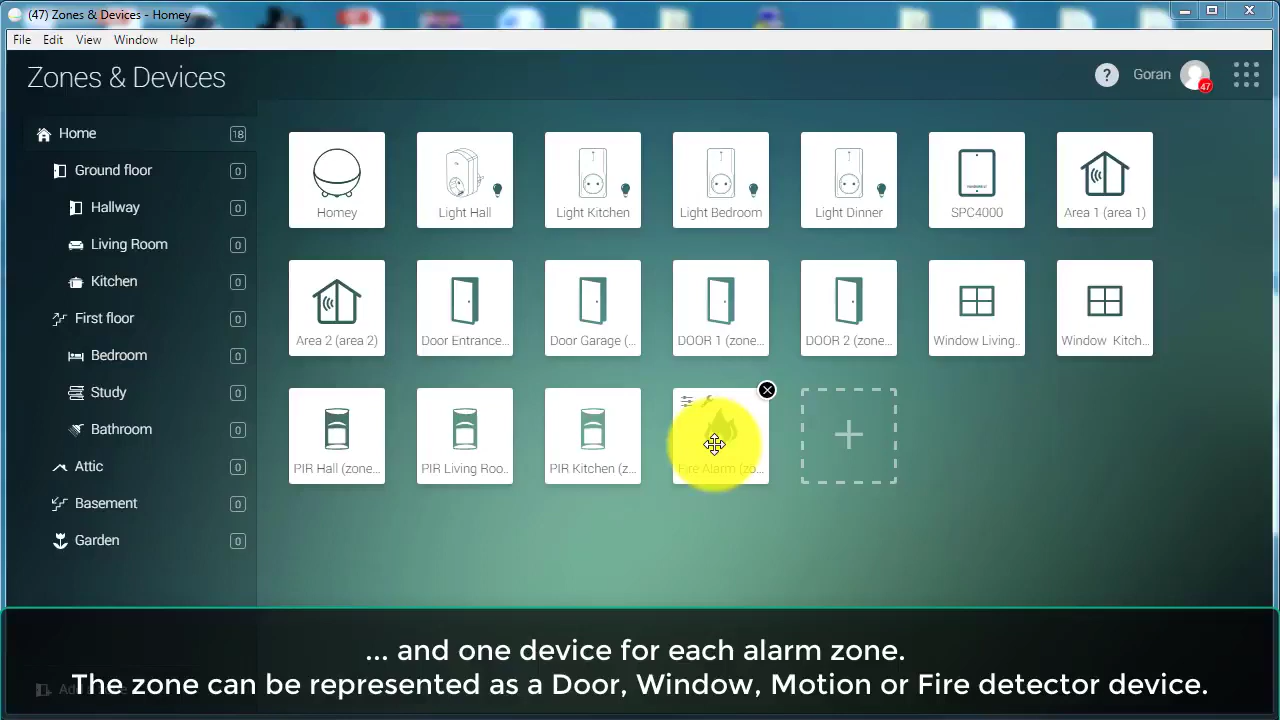 (47) Zones & Devices - Homey
File Edit View Window Help
Zones & Devices
? Goran 47
Home 18
Ground floor 0
Hallway 0
Living Room 0
Kitchen 0
First floor 0
Bedroom 0
Study 0
Bathroom 0
Attic 0
Basement 0
Garden 0
Homey Light Hall Light Kitchen Light Bedroom Light Dinner SPC4000 Area 1 (area 1)
Area 2 (area 2) Door Entrance... Door Garage (... DOOR 1 (zone... DOOR 2 (zone... Window Living.. Window Kitch...
PIR Hall (zone... PIR Living Roo.. PIR Kitchen (z... Fire Alarm (zo...
... and one device for each alarm zone.
The zone can be represented as a Door, Window, Motion or Fire detector device.